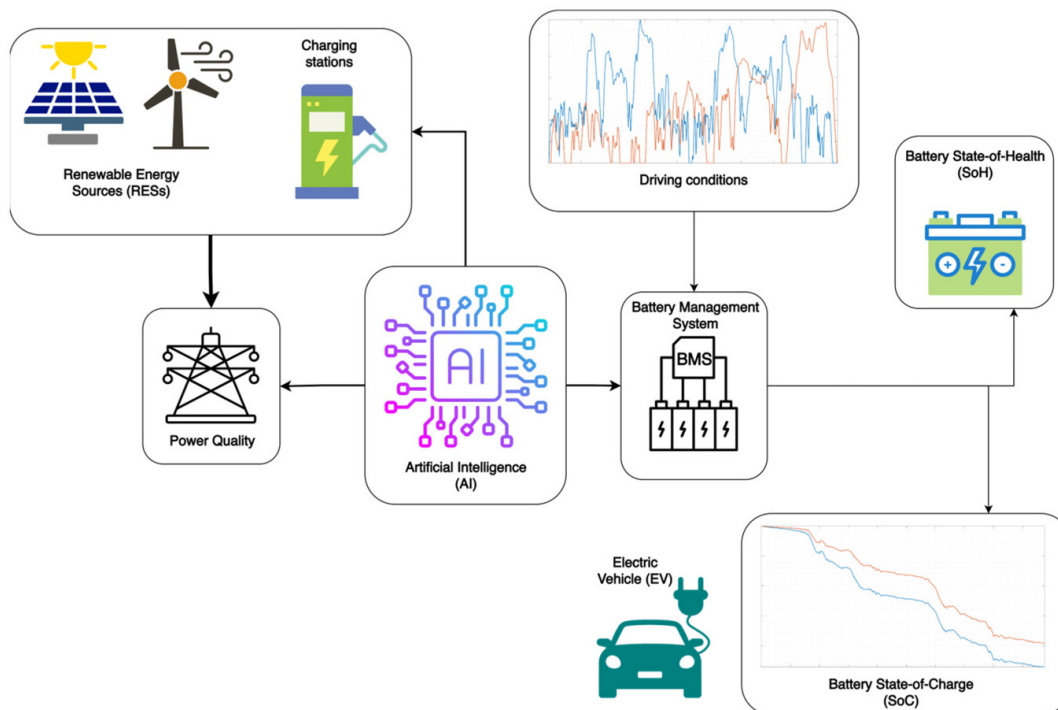 Charging
stations
Renewable Energy
Sources (RESs)
Driving conditions
Battery State-of-Health
(SoH)
+
-
Power Quality
AI
Artificial Intelligence
(AI)
Battery Management
System
BMS
Electric
Vehicle (EV)
Battery State-of-Charge
(SoC)